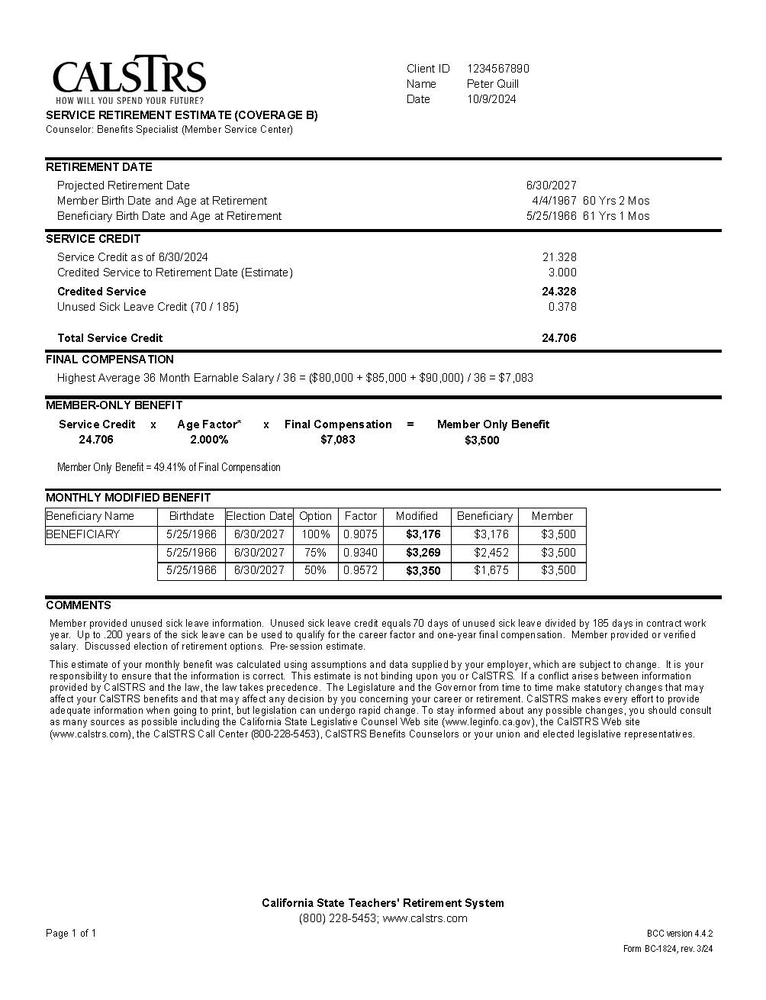 CALSTRS
HOW WILL YOU SPEND YOUR FUTURE?
Client ID 1234567890
Name Peter Quill
Date 10/9/2024
SERVICE RETIREMENT ESTIMATE (COVERAGE B)
Counselor: Benefits Specialist (Member Service Center)
RETIREMENT DATE
Projected Retirement Date 6/30/2027
Member Birth Date and Age at Retirement 4/4/1967 60 Yrs 2 Mos
Beneficiary Birth Date and Age at Retirement 5/25/1966 61 Yrs 1 Mos
SERVICE CREDIT
Service Credit as of 6/30/2024 21.328
Credited Service to Retirement Date (Estimate) 3.000
Credited Service 24.328
Unused Sick Leave Credit (70 / 185) 0.378
Total Service Credit 24.706
FINAL COMPENSATION
Highest Average 36 Month Earnable Salary / 36 = ($80,000 + $85,000 + $90,000) / 36 = $7,083
MEMBER-ONLY BENEFIT
Service Credit x Age Factor* x Final Compensation = Member Only Benefit
24.706 2.000% $7,083 $3,500
Member Only Benefit = 49.41% of Final Compensation
MONTHLY MODIFIED BENEFIT
Beneficiary Name Birthdate Election Date Option Factor Modified Beneficiary Member
BENEFICIARY 5/25/1966 6/30/2027 100% 0.9075 $3,176 $3,176 $3,500
5/25/1966 6/30/2027 75% 0.9340 $3,269 $2,452 $3,500
5/25/1966 6/30/2027 50% 0.9572 $3,350 $1,675 $3,500
COMMENTS
Member provided unused sick leave information. Unused sick leave credit equals 70 days of unused sick leave divided by 185 days in contract work
year. Up to .200 years of the sick leave can be used to qualify for the career factor and one-year final compensation. Member provided or verified
salary. Discussed election of retirement options. Pre-session estimate.
This estimate of your monthly benefit was calculated using assumptions and data supplied by your employer, which are subject to change. It is your
responsibility to ensure that the information is correct. This estimate is not binding upon you or CalSTRS. If a conflict arises between information
provided by CalSTRS and the law, the law takes precedence. The Legislature and the Governor from time to time make statutory changes that may
affect your CalSTRS benefits and that may affect any decision by you concerning your career or retirement. CalSTRS makes every effort to provide
adequate information when going to print, but legislation can undergo rapid change. To stay informed about any possible changes, you should consult
as many sources as possible including the California State Legislative Counsel Web site (www.leginfo.ca.gov), the CalSTRS Web site
(www.calstrs.com), the CalSTRS Call Center (800-228-5453), CalSTRS Benefits Counselors or your union and elected legislative representatives.
California State Teachers' Retirement System
(800) 228-5453; www.calstrs.com
Page 1 of 1
BCC version 4.4.2
Form BC-1824, rev. 3/24